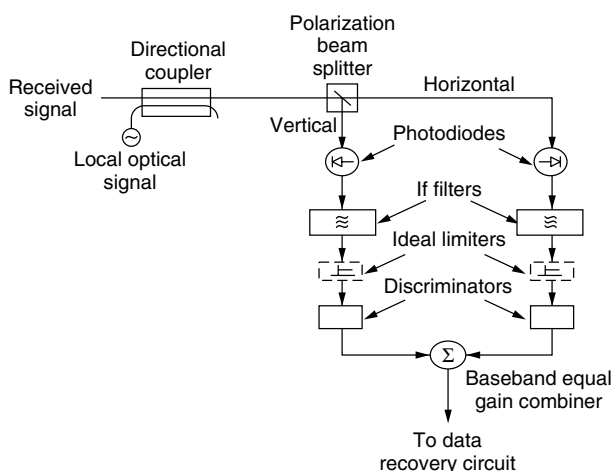 Polarization
beam
splitter
Directional
coupler
Received
signal
Horizontal
Vertical
Local optical
signal
Photodiodes
If filters
Ideal limiters
Discriminators
Σ
Baseband equal
gain combiner
To data
recovery circuit